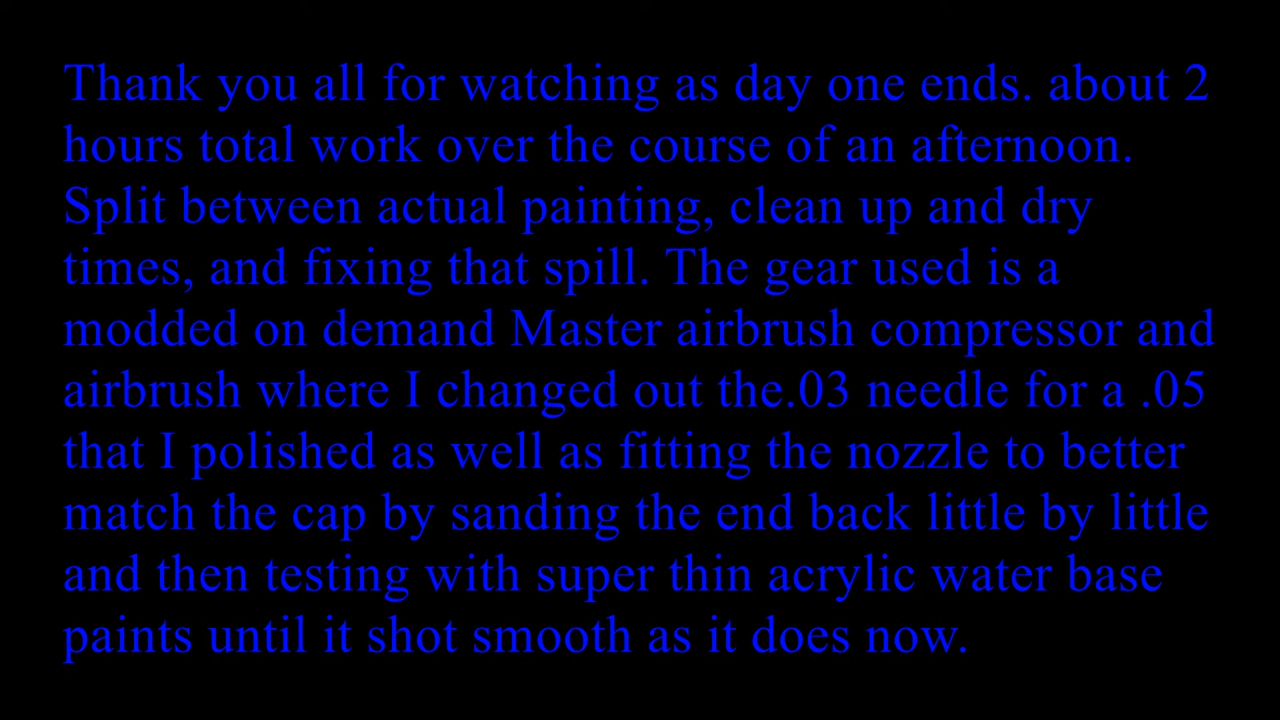 Thank you all for watching as day one ends. about 2
hours total work over the course of an afternoon.
Split between actual painting, clean up and dry
times, and fixing that spill. The gear used is a
modded on demand Master airbrush compressor and
airbrush where I changed out the.03 needle for a .05
that I polished as well as fitting the nozzle to better
match the cap by sanding the end back little by little
and then testing with super thin acrylic water base
paints until it shot smooth as it does now.